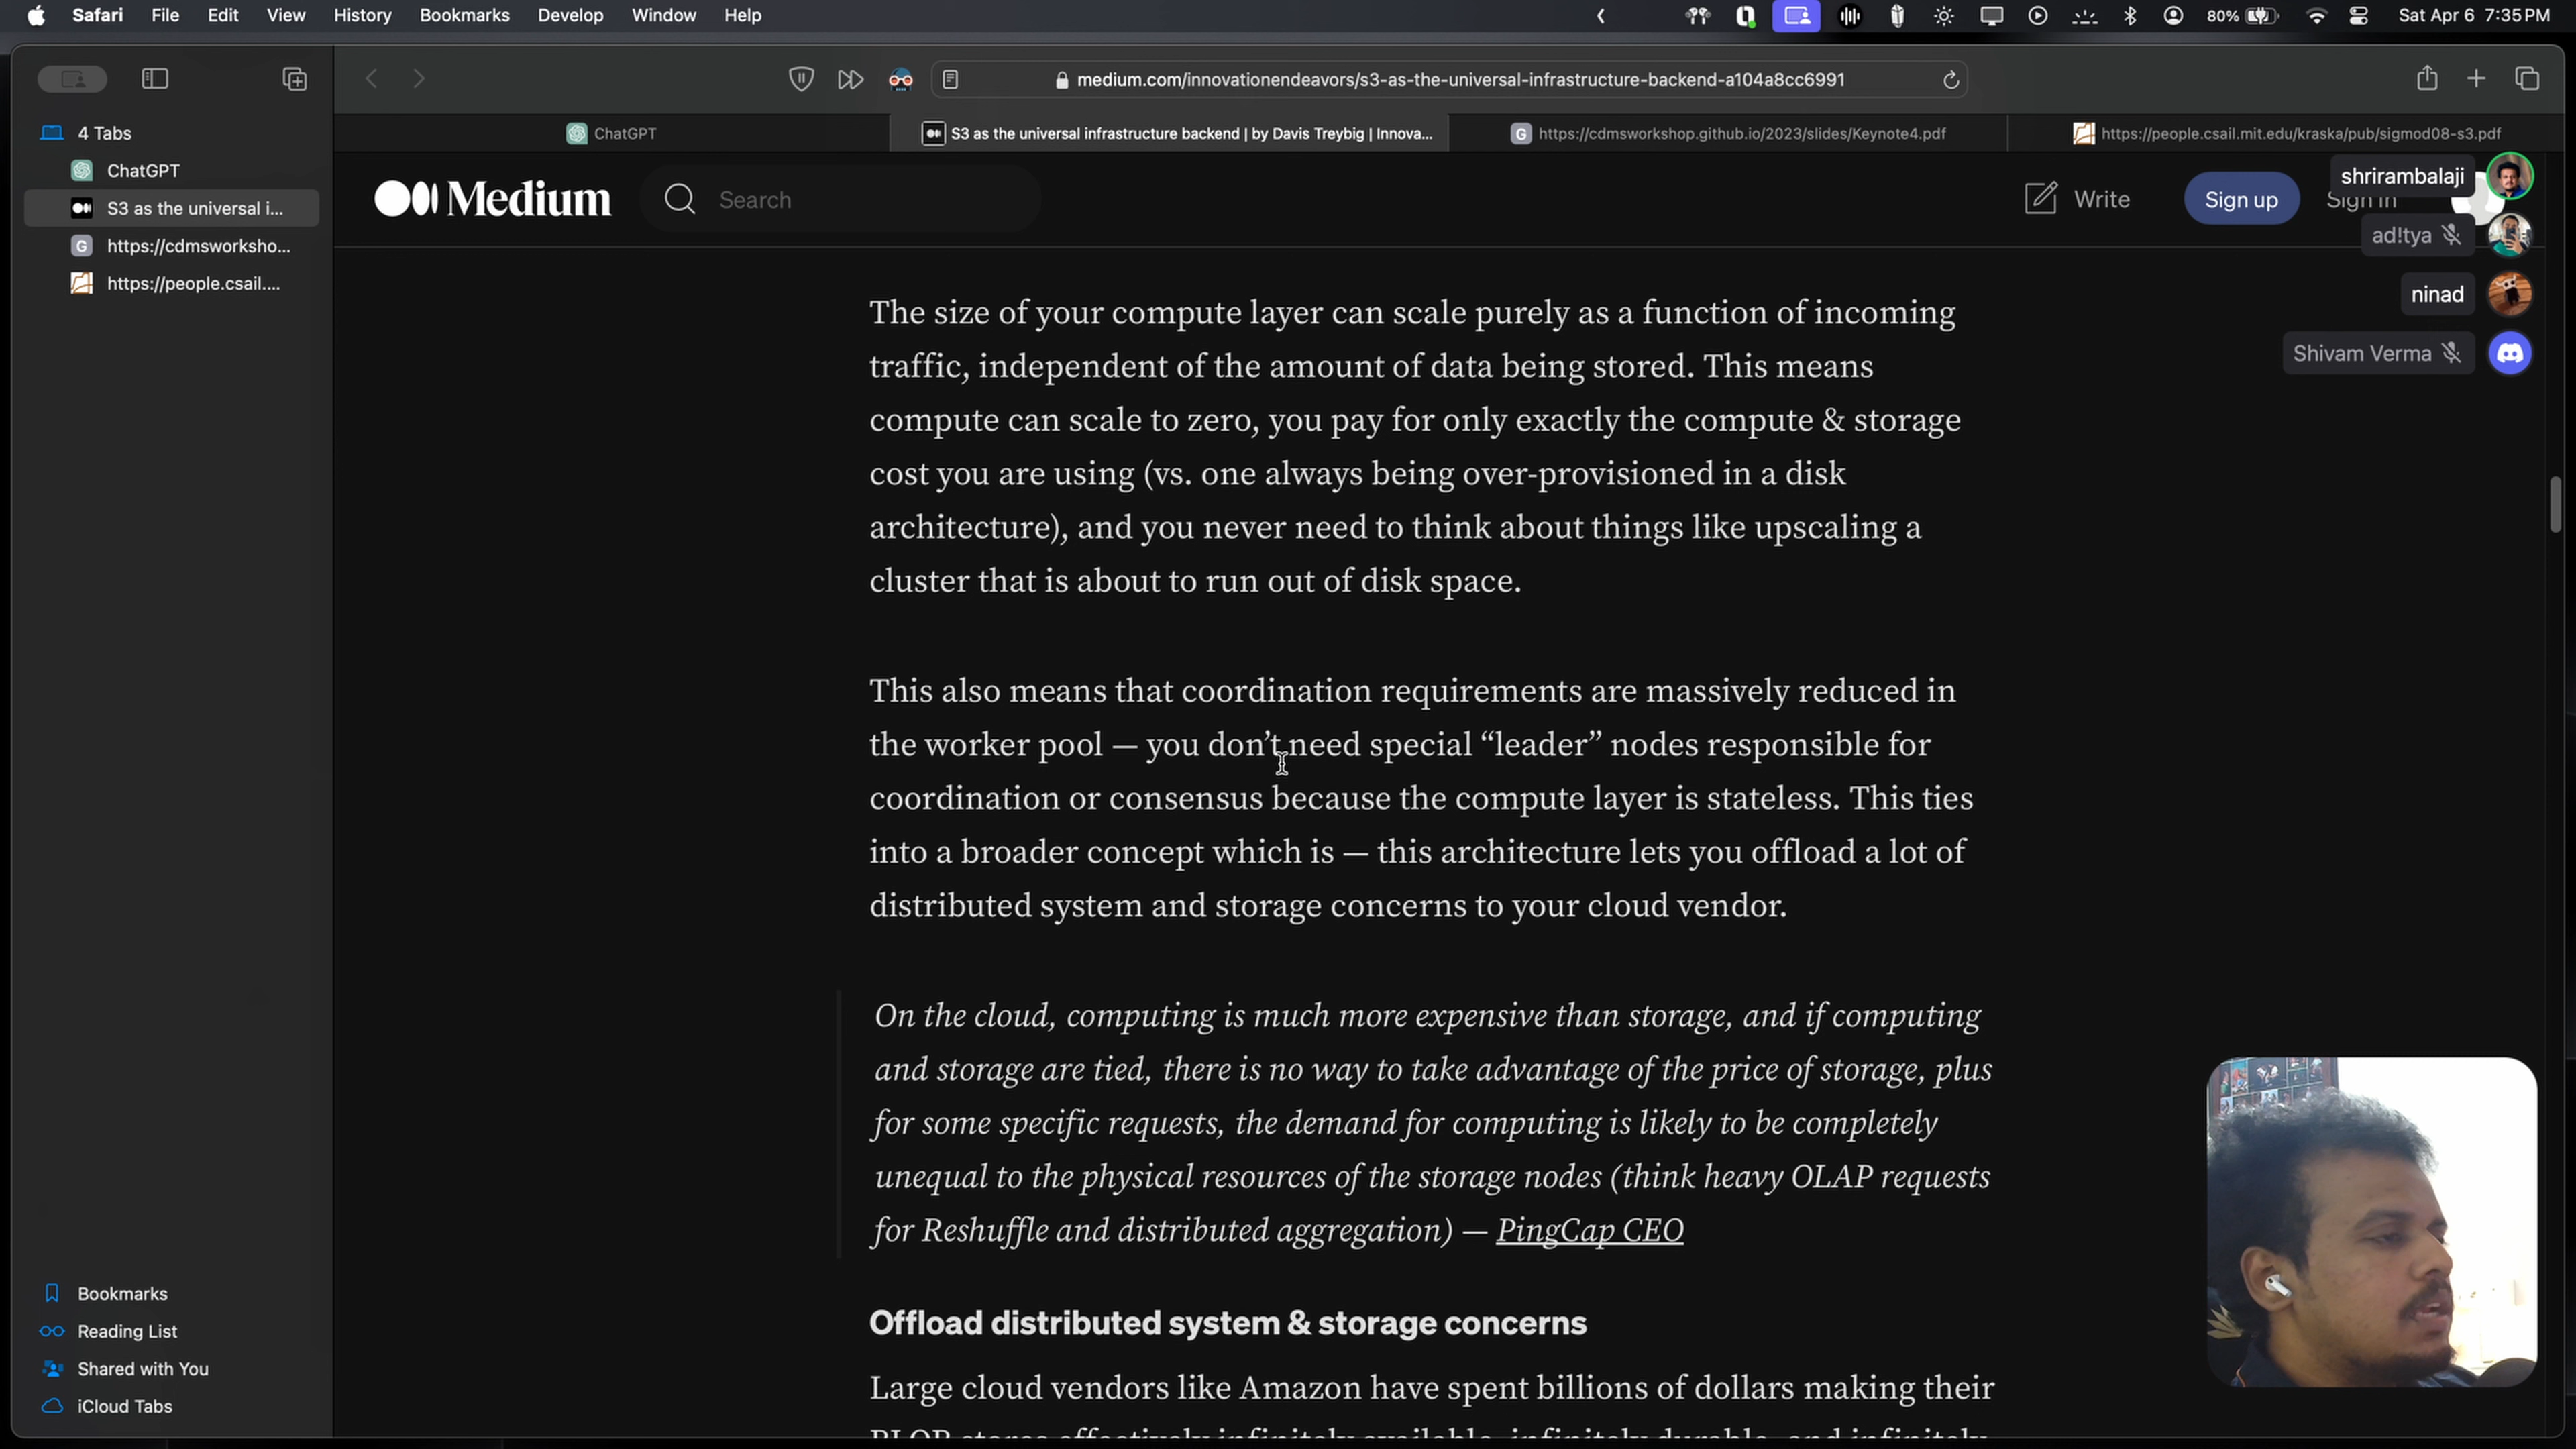 Safari File Edit View History Bookmarks Develop Window Help
80% Sat Apr 6 7:35 PM
medium.com/innovationendeavors/s3-as-the-universal-infrastructure-backend-a104a8cc6991
4 Tabs
ChatGPT
S3 as the universal i...
https://cdmsworksho...
https://people.csail....
ChatGPT
S3 as the universal infrastructure backend | by Davis Treybig | Innova...
https://cdmsworkshop.github.io/2023/slides/Keynote4.pdf
https://people.csail.mit.edu/kraska/pub/sigmod08-s3.pdf
Medium
Search
Write
Sign up
Sign in
shrirambalaji
ad!tya
ninad
Shivam Verma
The size of your compute layer can scale purely as a function of incoming
traffic, independent of the amount of data being stored. This means
compute can scale to zero, you pay for only exactly the compute & storage
cost you are using (vs. one always being over-provisioned in a disk
architecture), and you never need to think about things like upscaling a
cluster that is about to run out of disk space.
This also means that coordination requirements are massively reduced in
the worker pool — you don’t need special “leader” nodes responsible for
coordination or consensus because the compute layer is stateless. This ties
into a broader concept which is — this architecture lets you offload a lot of
distributed system and storage concerns to your cloud vendor.
On the cloud, computing is much more expensive than storage, and if computing
and storage are tied, there is no way to take advantage of the price of storage, plus
for some specific requests, the demand for computing is likely to be completely
unequal to the physical resources of the storage nodes (think heavy OLAP requests
for Reshuffle and distributed aggregation) — PingCap CEO
Offload distributed system & storage concerns
Large cloud vendors like Amazon have spent billions of dollars making their
BLOB stores effectively infinitely available, infinitely durable, and infinitely
Bookmarks
Reading List
Shared with You
iCloud Tabs